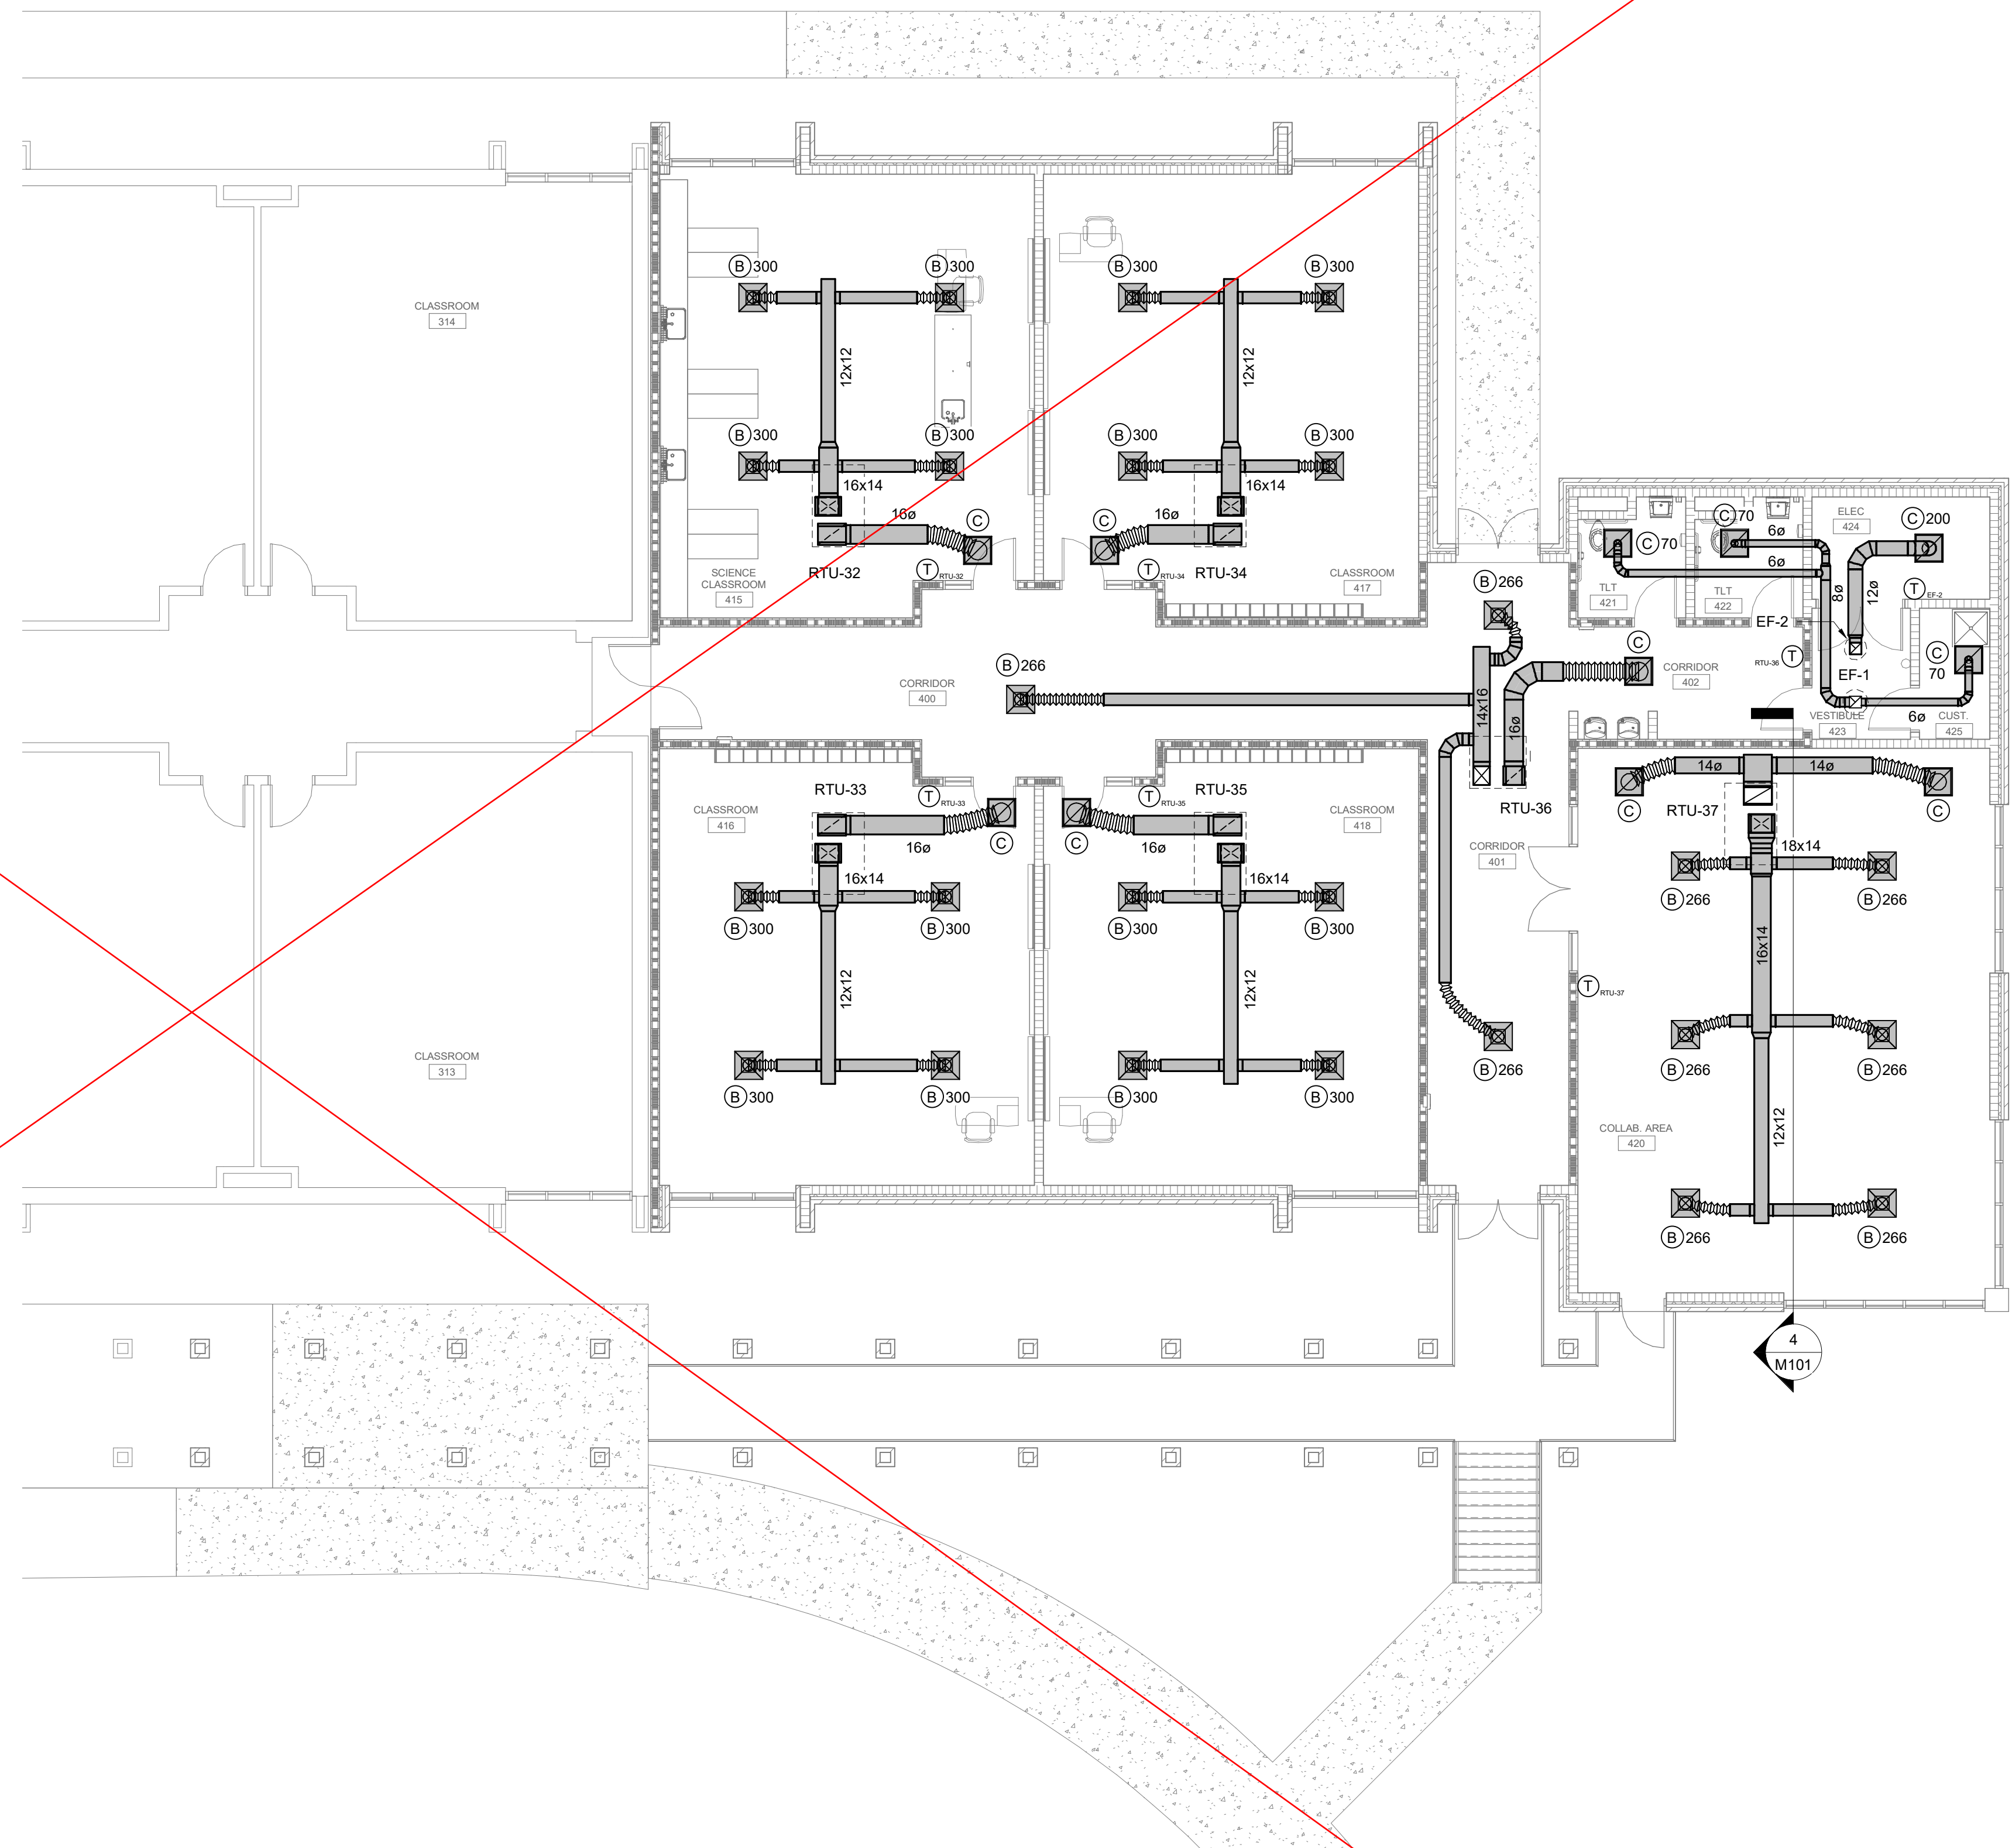 CLASSROOM
314
B 300
B 300
B 300
B 300
12x12
12x12
B 300
B 300
B 300
B 300
16x14
16x14
16ø
C
C
16ø
SCIENCE
CLASSROOM
415
RTU-32
T RTU-32
T RTU-34
RTU-34
CLASSROOM
417
C 70
6ø
ELEC
424
C 200
C 70
6ø
TLT
421
TLT
422
8ø
12ø
T EF-2
EF-2
B 266
B 266
CORRIDOR
400
14x16
16ø
C
CORRIDOR
402
RTU-36
T
EF-1
C
70
VESTIBULE
423
6ø
CUST.
425
RTU-33
T RTU-33
T RTU-35
RTU-35
CLASSROOM
416
CLASSROOM
418
16ø
C
C
16ø
16x14
16x14
RTU-36
14ø
14ø
C
RTU-37
C
18x14
CORRIDOR
401
B 266
B 266
B 300
B 300
B 300
B 300
12x12
12x12
16x14
T RTU-37
CLASSROOM
313
B 266
B 266
B 266
B 300
B 300
B 300
B 300
COLLAB. AREA
420
12x12
B 266
B 266
4
M101